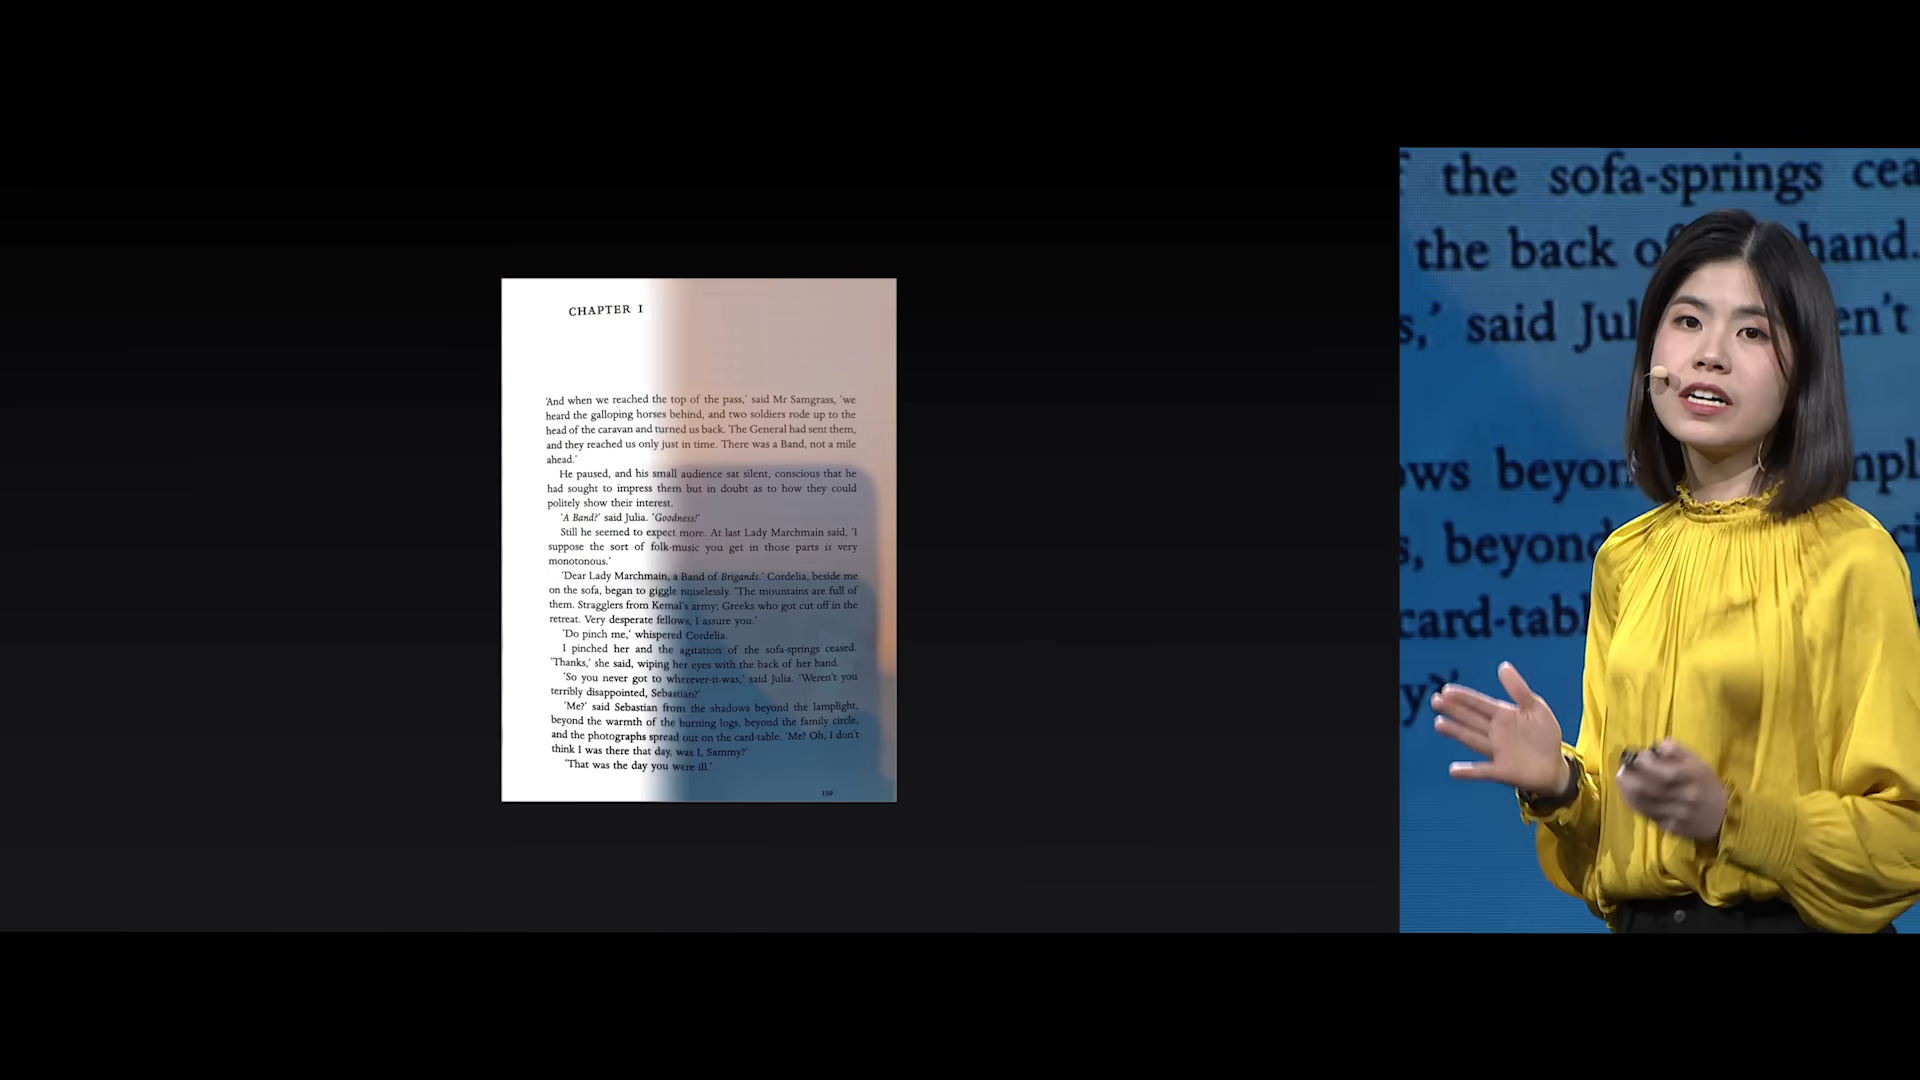 CHAPTER I
'And when we reached the top of the pass,' said Mr Samgrass, 'we
heard the galloping horses behind, and two soldiers rode up to the
head of the caravan and turned us back. The General had sent them,
and they reached us only just in time. There was a Band, not a mile
ahead.'
He paused, and his small audience sat silent, conscious that he
had sought to impress them but in doubt as to how they could
politely show their interest.
'A Band?' said Julia. 'Goodness!'
Still he seemed to expect more. At last Lady Marchmain said, 'I
suppose the sort of folk-music you get in those parts is very
monotonous.'
'Dear Lady Marchmain, a Band of Brigands.' Cordelia, beside me
on the sofa, began to giggle noiselessly. 'The mountains are full of
them. Stragglers from Kemal's army; Greeks who got cut off in the
retreat. Very desperate fellows, I assure you.'
'Do pinch me,' whispered Cordelia.
I pinched her and the agitation of the sofa-springs ceased.
'Thanks,' she said, wiping her eyes with the back of her hand.
'So you never got to wherever-it-was,' said Julia. 'Weren't you
terribly disappointed, Sebastian?'
'Me?' said Sebastian from the shadows beyond the lamplight,
beyond the warmth of the burning logs, beyond the family circle,
and the photographs spread out on the card-table. 'Me? Oh, I don't
think I was there that day, was I, Sammy?'
'That was the day you were ill.'
139
the sofa-springs cea
the back of hand.
s,' said Jul en't
ows beyon mpl
s, beyond ci
card-tabl
y?'